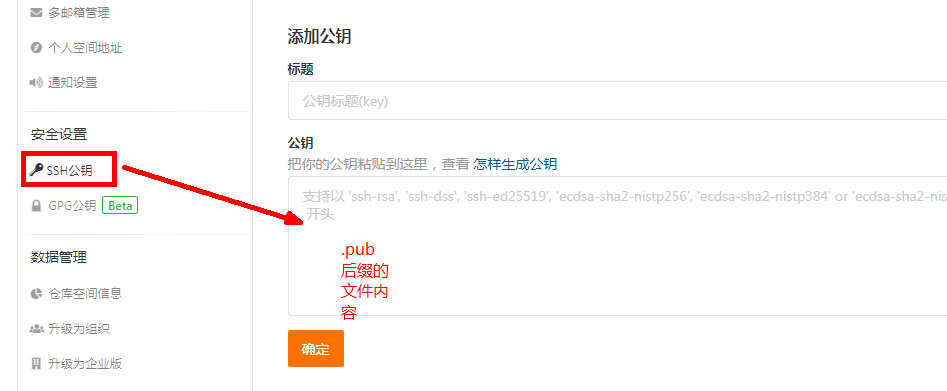 多邮箱管理
个人空间地址
通知设置
安全设置
SSH公钥
GPG公钥 Beta
数据管理
仓库空间信息
升级为组织
升级为企业版
添加公钥
标题
公钥标题(key)
公钥
把你的公钥粘贴到这里，查看 怎样生成公钥
支持以 'ssh-rsa', 'ssh-dss', 'ssh-ed25519', 'ecdsa-sha2-nistp256', 'ecdsa-sha2-nistp384' or 'ecdsa-sha2-nis
开头
.pub
后缀的
文件内
容
确定